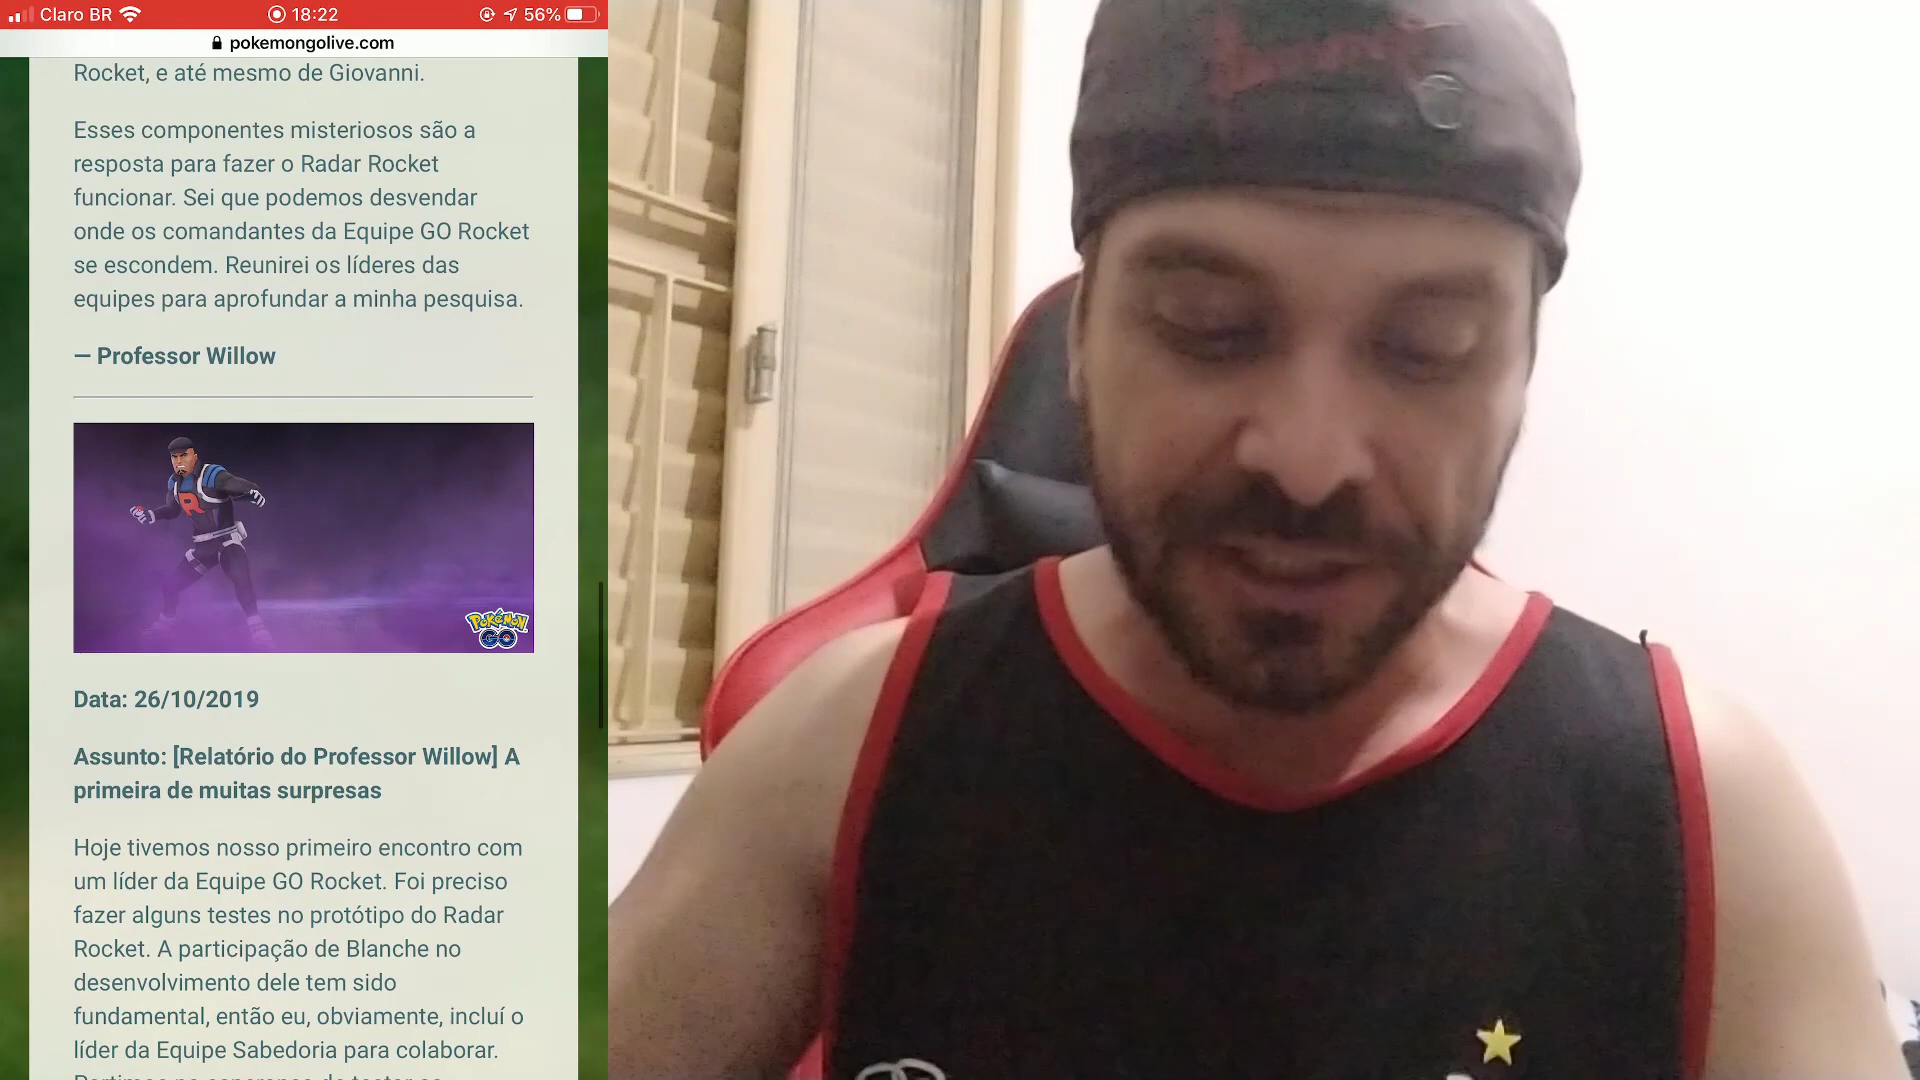 Claro BR
18:22
56%
pokemongolive.com
Rocket, e até mesmo de Giovanni.
Esses componentes misteriosos são a
resposta para fazer o Radar Rocket
funcionar. Sei que podemos desvendar
onde os comandantes da Equipe GO Rocket
se escondem. Reunirei os líderes das
equipes para aprofundar a minha pesquisa.
— Professor Willow
R
Pokémon
GO
Data: 26/10/2019
Assunto: [Relatório do Professor Willow] A
primeira de muitas surpresas
Hoje tivemos nosso primeiro encontro com
um líder da Equipe GO Rocket. Foi preciso
fazer alguns testes no protótipo do Radar
Rocket. A participação de Blanche no
desenvolvimento dele tem sido
fundamental, então eu, obviamente, incluí o
líder da Equipe Sabedoria para colaborar.